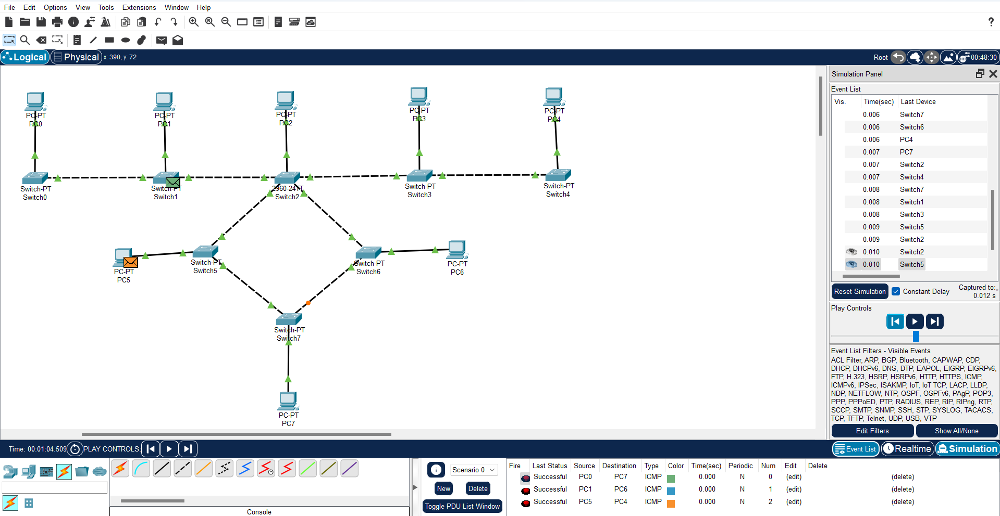 File Edit Options View Tools Extensions Window Help
?
Logical Physical x: 390, y: 72 Root 00:48:30
Simulation Panel
Event List
Vis. Time(sec) Last Device
0.006 Switch7
0.006 Switch6
0.006 PC4
0.007 PC7
0.007 Switch2
0.007 Switch4
0.008 Switch7
0.008 Switch1
0.008 Switch3
0.009 Switch5
0.009 Switch2
0.010 Switch2
0.010 Switch5
Reset Simulation Constant Delay Captured to:
0.012 s
Play Controls
Event List Filters - Visible Events
ACL Filter, ARP, BGP, Bluetooth, CAPWAP, CDP,
DHCP, DHCPv6, DNS, DTP, EAPOL, EIGRP, EIGRPv6,
FTP, H.323, HSRP, HSRPv6, HTTP, HTTPS, ICMP,
ICMPv6, IPSec, ISAKMP, IoT, IoT TCP, LACP, LLDP,
NDP, NETFLOW, NTP, OSPF, OSPFv6, PAgP, POP3,
PPP, PPPoED, PTP, RADIUS, REP, RIP, RIPng, RTP,
SCCP, SMTP, SNMP, SSH, STP, SYSLOG, TACACS,
TCP, TFTP, Telnet, UDP, USB, VTP
Edit Filters Show All/None
PC-PT
PC0
PC-PT
PC1
PC-PT
PC2
PC-PT
PC3
PC-PT
PC4
Switch-PT
Switch0
Switch-PT
Switch1
2960-24TT
Switch2
Switch-PT
Switch3
Switch-PT
Switch4
PC-PT
PC5
Switch-PT
Switch5
Switch-PT
Switch6
PC-PT
PC6
Switch-PT
Switch7
PC-PT
PC7
Time: 00:01:04.509 PLAY CONTROLS: Event List Realtime Simulation
Scenario 0
New Delete
Toggle PDU List Window
Console
Fire Last Status Source Destination Type Color Time(sec) Periodic Num Edit Delete
Successful PC0 PC7 ICMP 0.000 N 0 (edit) (delete)
Successful PC1 PC6 ICMP 0.000 N 1 (edit) (delete)
Successful PC5 PC4 ICMP 0.000 N 2 (edit) (delete)